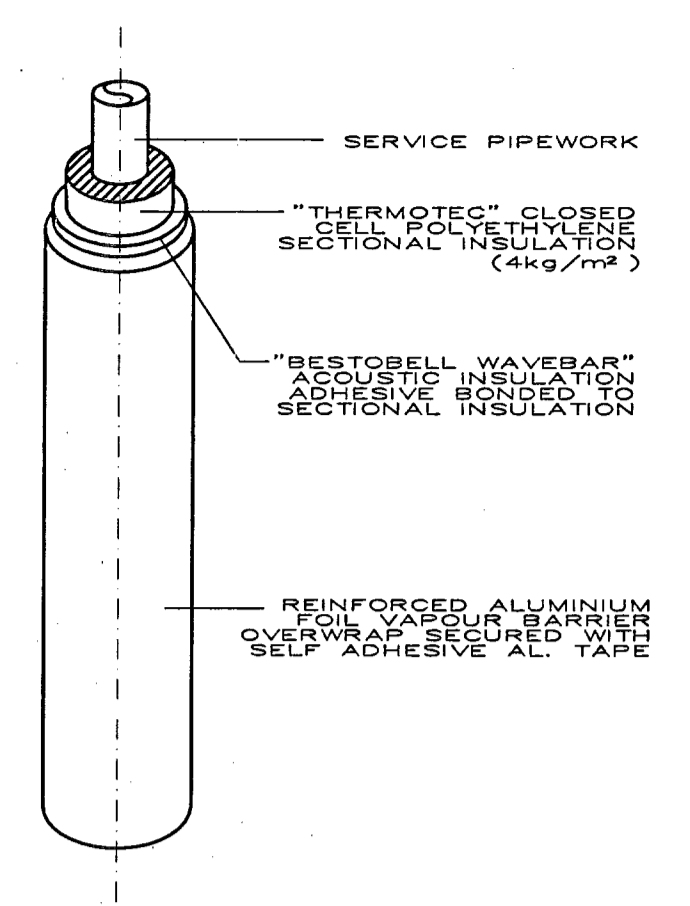 SERVICE PIPEWORK
"THERMOTEC" CLOSED
CELL POLYETHYLENE
SECTIONAL INSULATION
(4kg/m²)
"BESTOBELL WAVEBAR"
ACOUSTIC INSULATION
ADHESIVE BONDED TO
SECTIONAL INSULATION
REINFORCED ALUMINIUM
FOIL VAPOUR BARRIER
OVERWRAP SECURED WITH
SELF ADHESIVE AL. TAPE